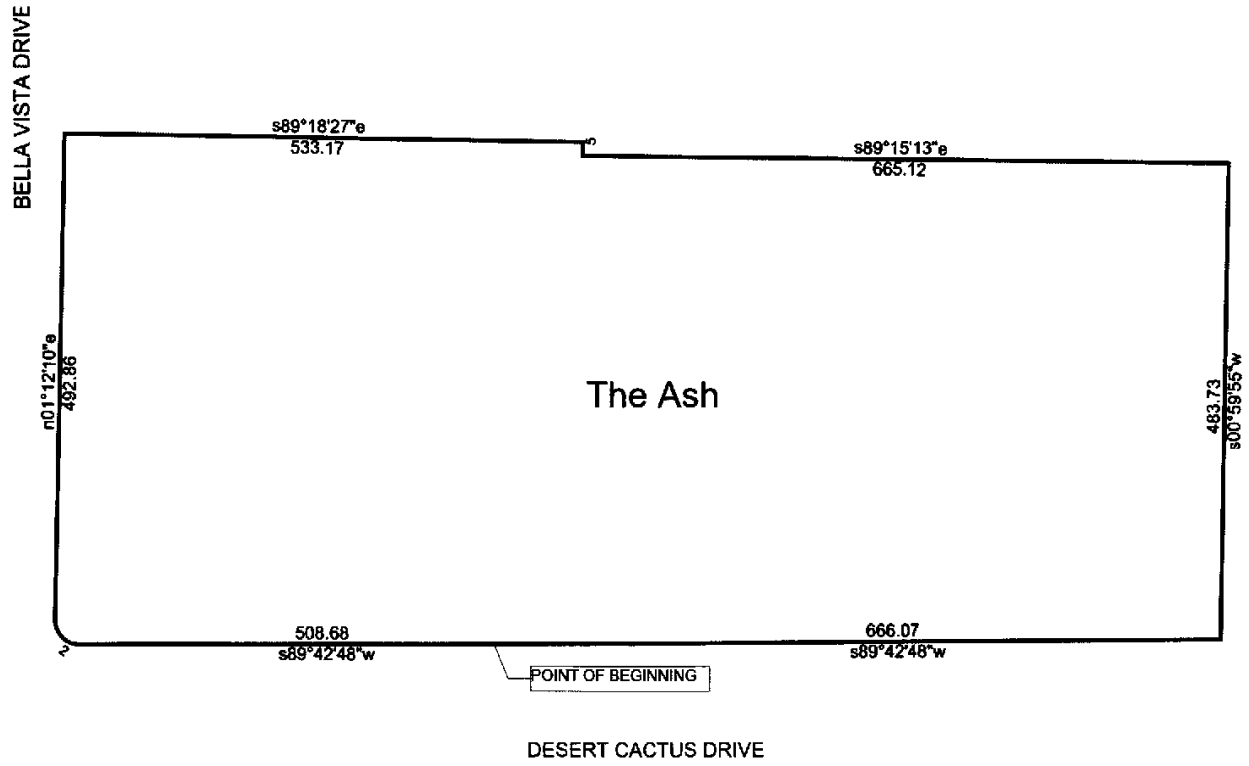 BELLA VISTA DRIVE
s89°18'27"e
533.17
5
s89°15'13"e
665.12
n01°12'10"e
492.86
The Ash
483.73
s00°59'55"w
2
508.68
s89°42'48"w
666.07
s89°42'48"w
POINT OF BEGINNING
DESERT CACTUS DRIVE